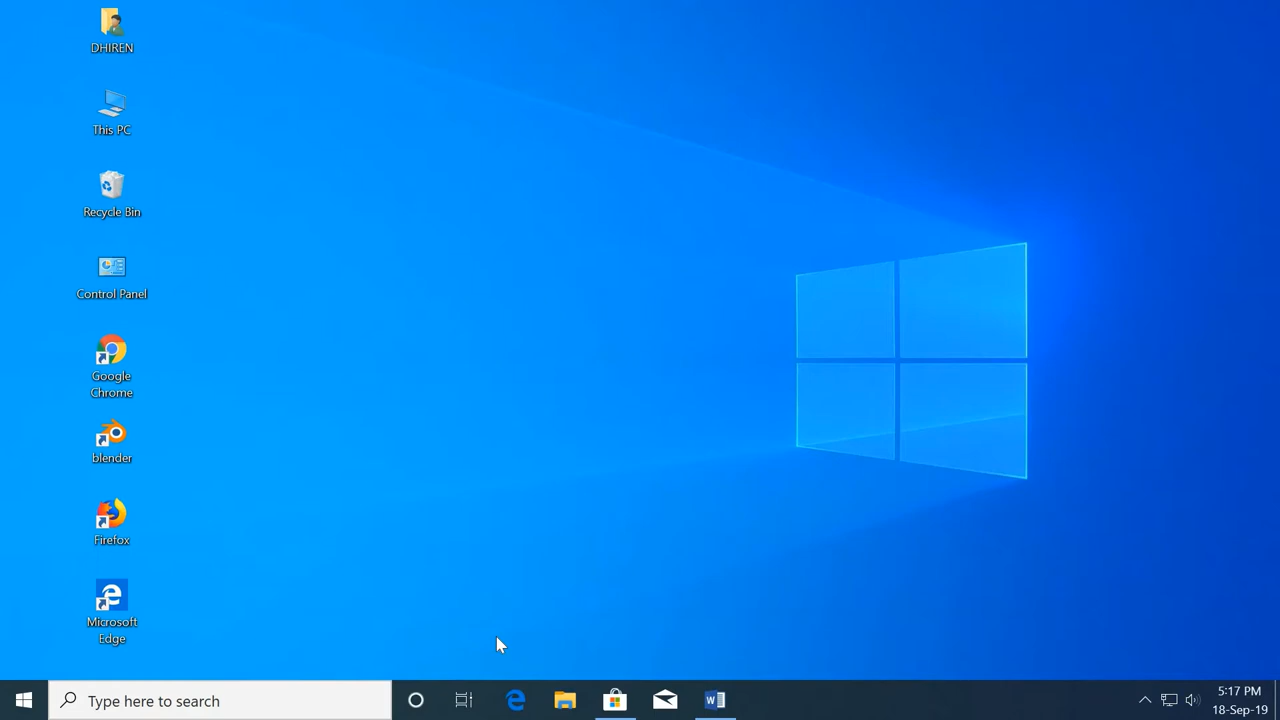 DHIREN
This PC
Recycle Bin
Control Panel
Google
Chrome
blender
Firefox
Microsoft
Edge
Type here to search
W
5:17 PM
18-Sep-19